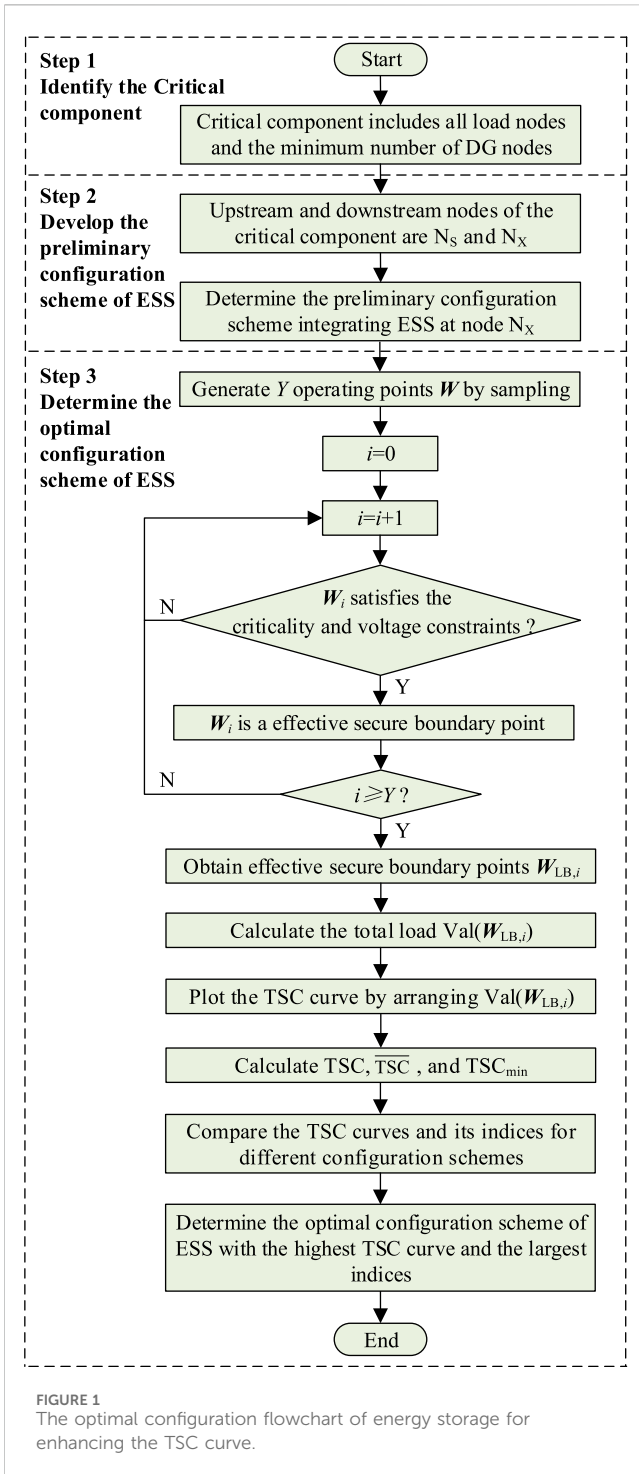 Step 1
Identify the Critical
component
Start
Critical component includes all load nodes
and the minimum number of DG nodes
Step 2
Develop the
preliminary
configuration
scheme of ESS
Upstream and downstream nodes of the
critical component are NS and NX
Determine the preliminary configuration
scheme integrating ESS at node NX
Step 3
Determine the
optimal
configuration
scheme of ESS
Generate Y operating points W by sampling
i=0
i=i+1
Wi satisfies the
criticality and voltage constraints ?
N
Y
Wi is a effective secure boundary point
N
i⩾Y ?
Y
Obtain effective secure boundary points WLB,i
Calculate the total load Val(WLB,i)
Plot the TSC curve by arranging Val(WLB,i)
Calculate TSC, T̅S̅C̅ , and TSCmin
Compare the TSC curves and its indices for
different configuration schemes
Determine the optimal configuration scheme of
ESS with the highest TSC curve and the largest
indices
End
FIGURE 1
The optimal configuration flowchart of energy storage for
enhancing the TSC curve.